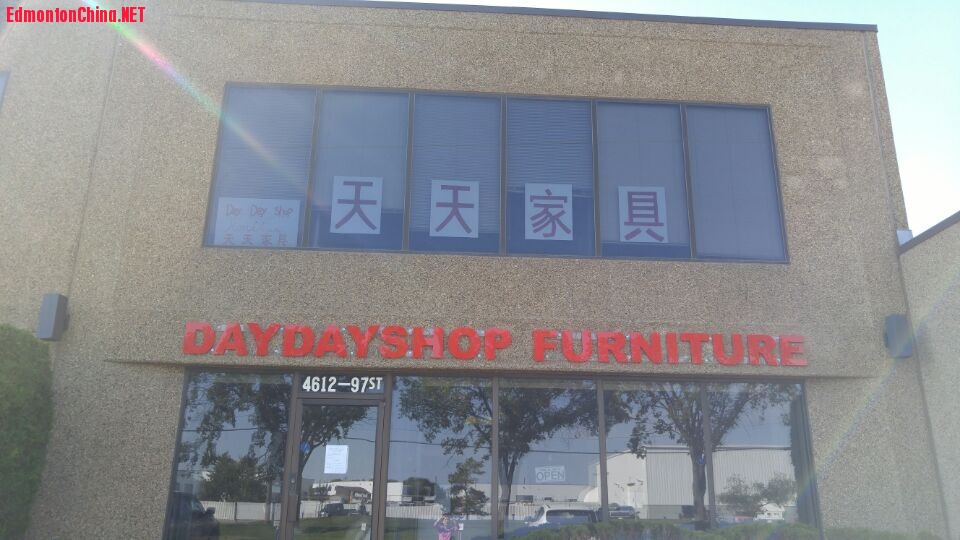 EdmontonChina.NET
Day Day Shop
天天家具
天天家具
DAYDAYSHOP FURNITURE
4612-97ST
OPEN